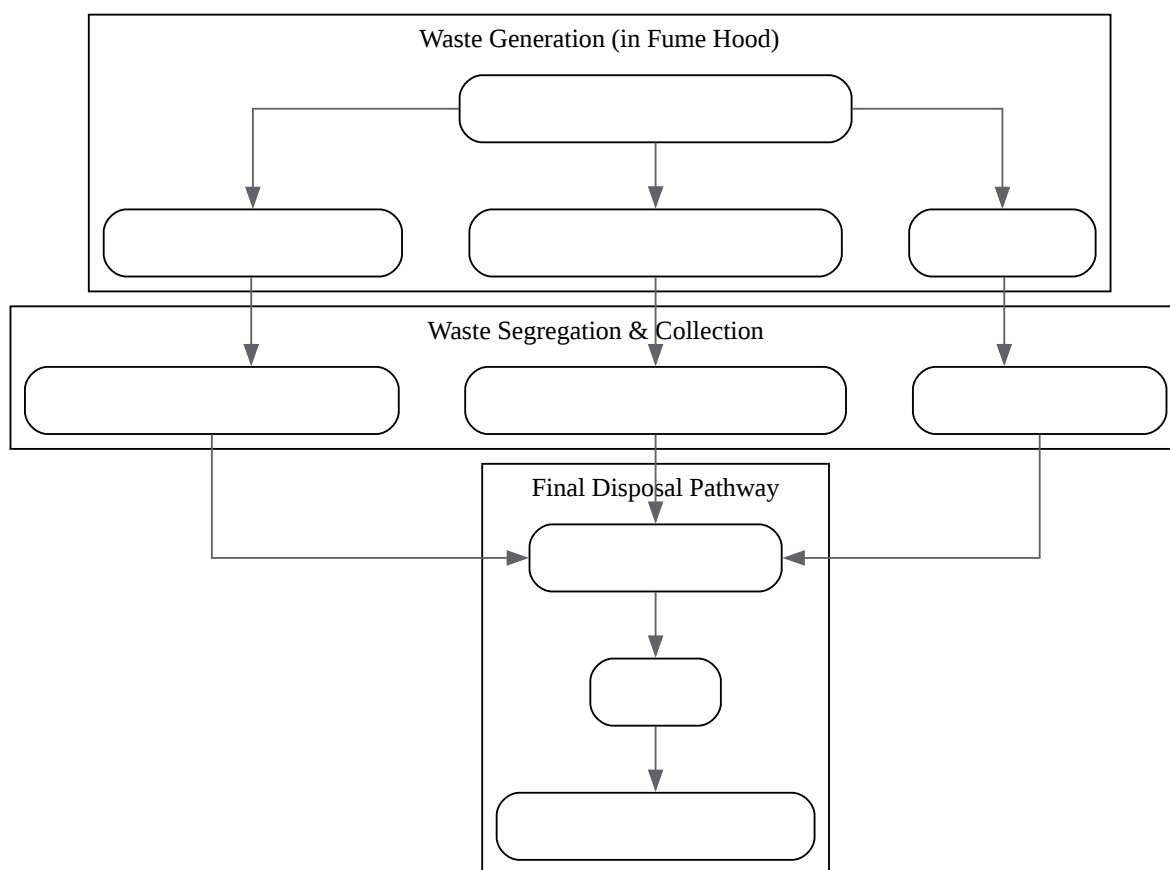 Waste Generation (in Fume Hood)
Waste Segregation & Collection
Final Disposal Pathway